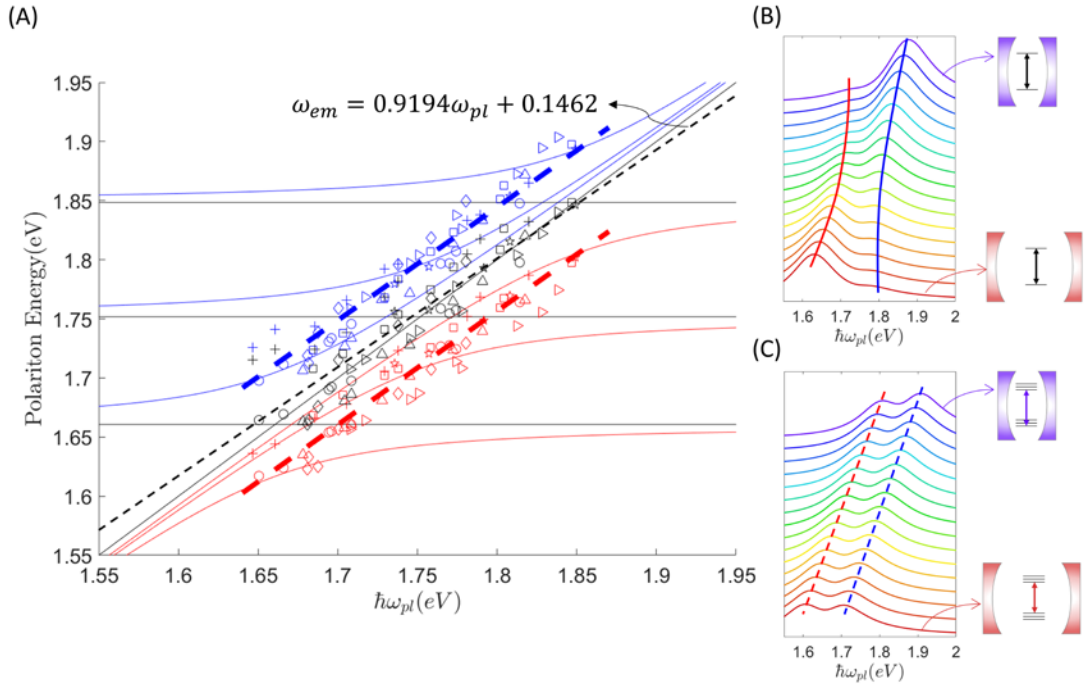 (A)
1.95
1.9
1.85
1.8
1.75
1.7
1.65
1.6
1.55
Polariton Energy(eV)
ω_em = 0.9194ω_pl + 0.1462
1.55 1.6 1.65 1.7 1.75 1.8 1.85 1.9 1.95
ħω_pl(eV)
(B)
1.6 1.7 1.8 1.9 2
ħω_pl(eV)
(C)
1.6 1.7 1.8 1.9 2
ħω_pl(eV)